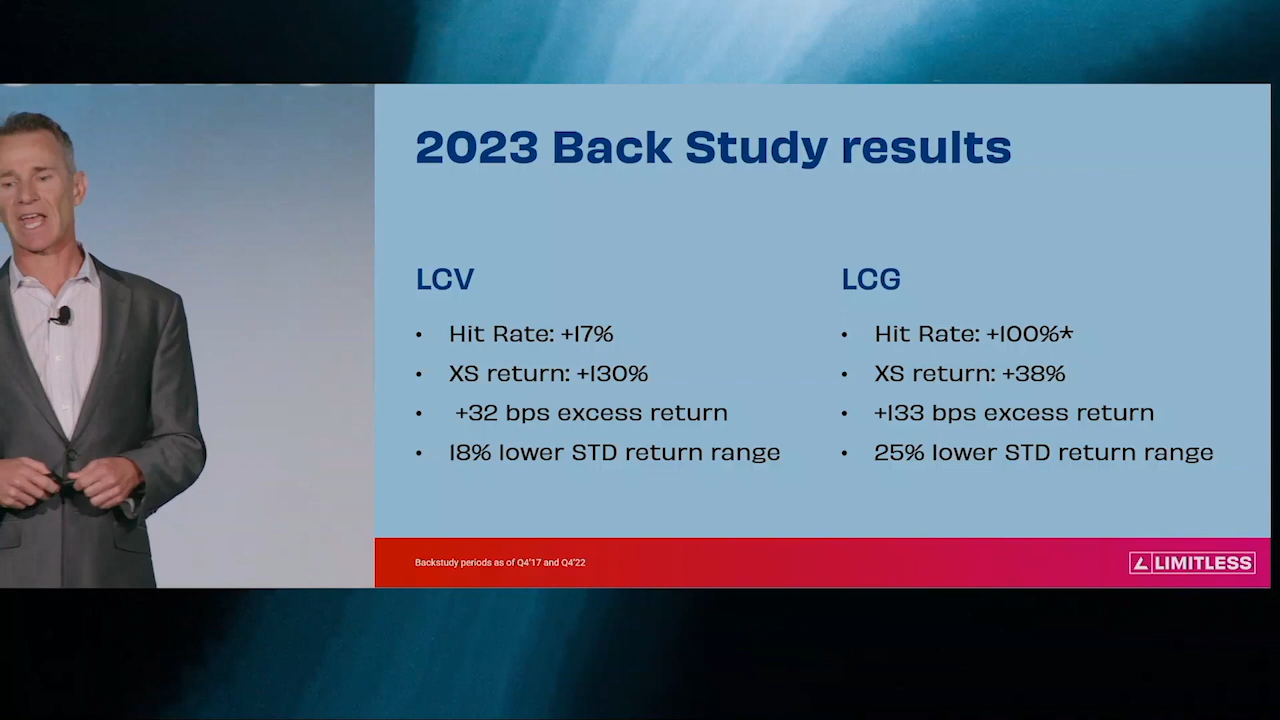 2023 Back Study results
LCV
• Hit Rate: +17%
• XS return: +130%
• +32 bps excess return
• 18% lower STD return range
LCG
• Hit Rate: +100%*
• XS return: +38%
• +133 bps excess return
• 25% lower STD return range
Backstudy periods as of Q4'17 and Q4'22
LIMITLESS